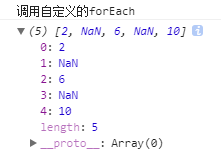 调用自定义的forEach
(5) [2, NaN, 6, NaN, 10]
0: 2
1: NaN
2: 6
3: NaN
4: 10
length: 5
__proto__: Array(0)